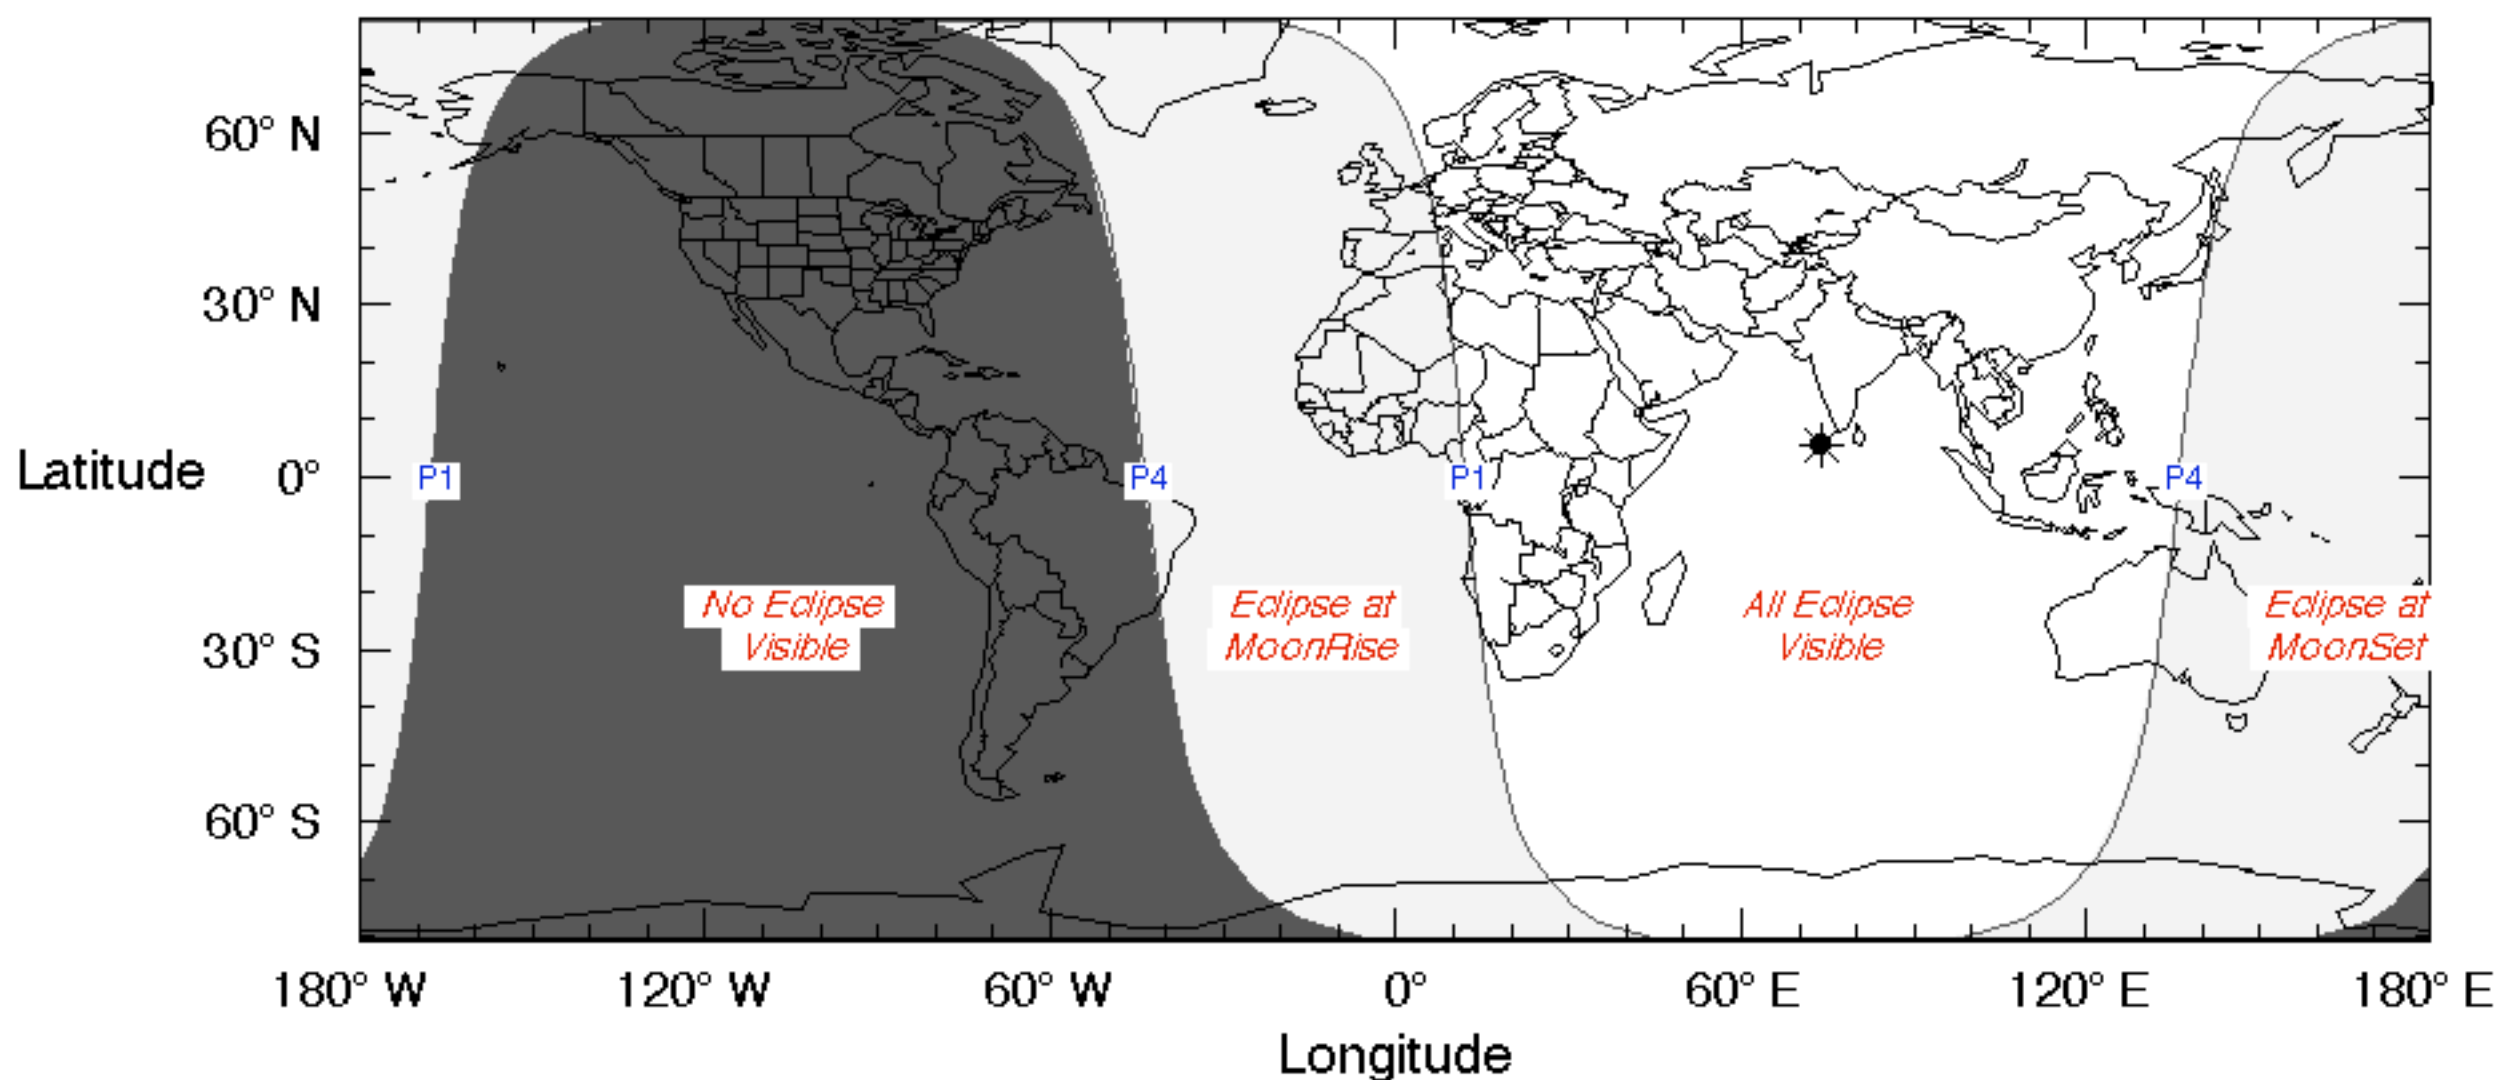 60° N
30° N
Latitude 0°
30° S
60° S
P1 P4 P1 P4
No Eclipse
Visible
Eclipse at
MoonRise
All Eclipse
Visible
Eclipse at
MoonSet
180° W 120° W 60° W 0° 60° E 120° E 180° E
Longitude